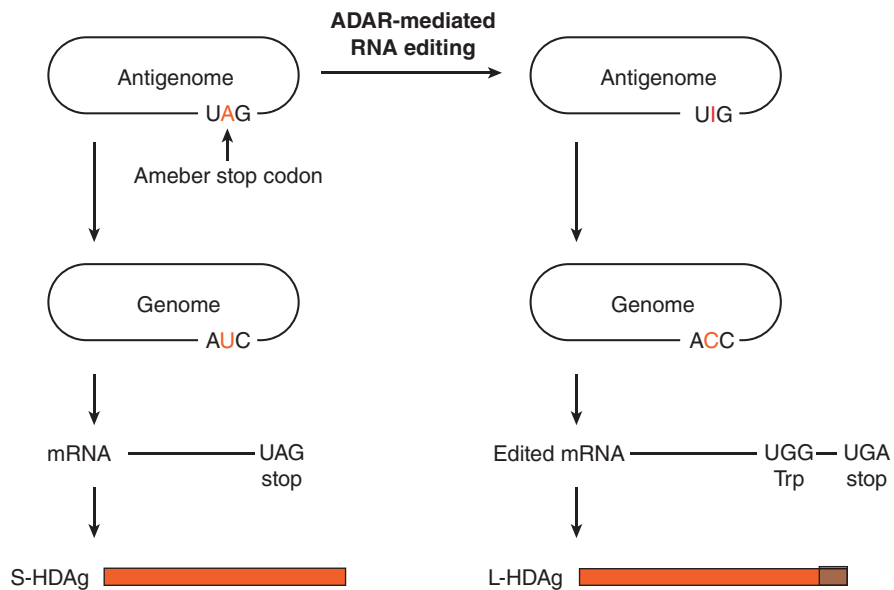 ADAR-mediated
RNA editing
Antigenome
UAG
Ameber stop codon
Antigenome
UIG
Genome
AUC
Genome
ACC
mRNA
UAG
stop
Edited mRNA
UGG
Trp
UGA
stop
S-HDAg
L-HDAg